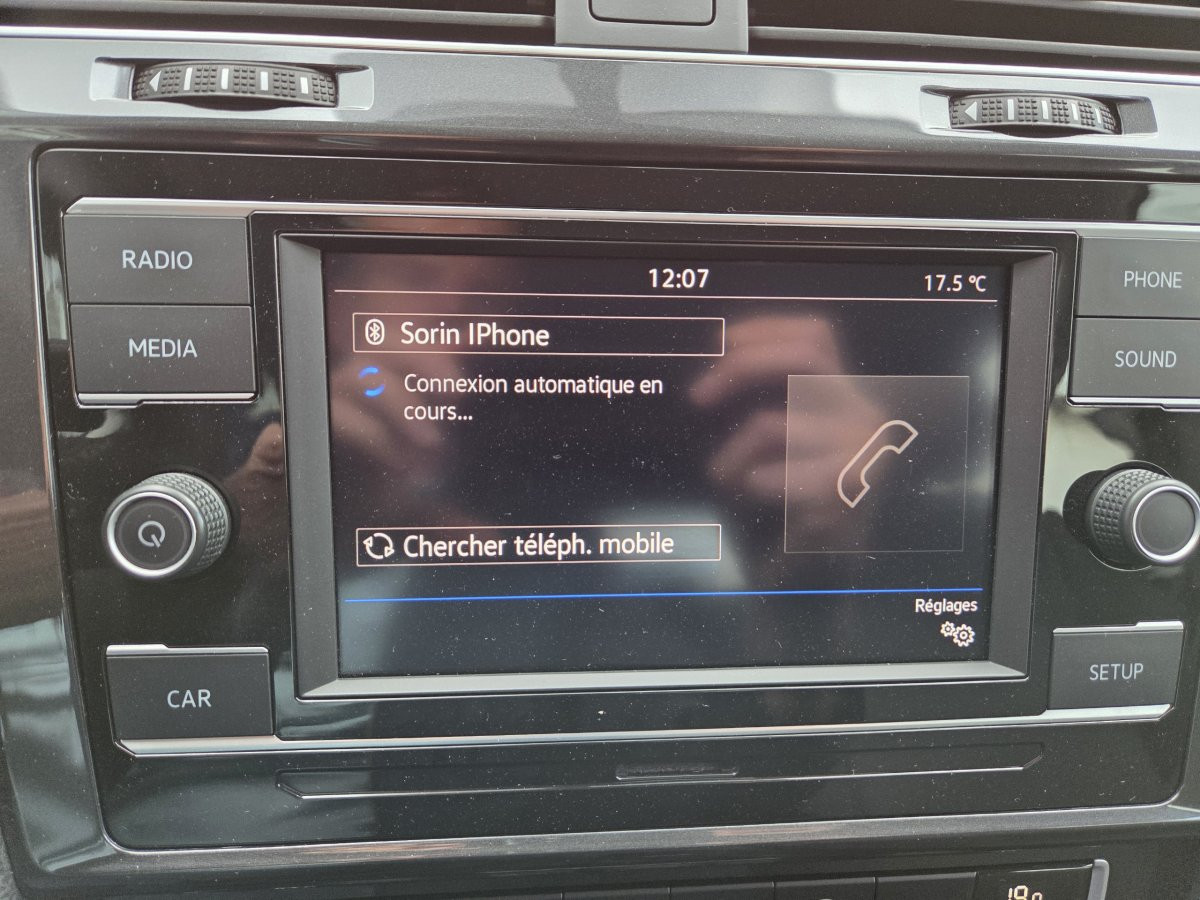 12:07
17.5 °C
RADIO
MEDIA
PHONE
SOUND
Sorin IPhone
Connexion automatique en
cours...
Chercher téléph. mobile
Réglages
CAR
SETUP